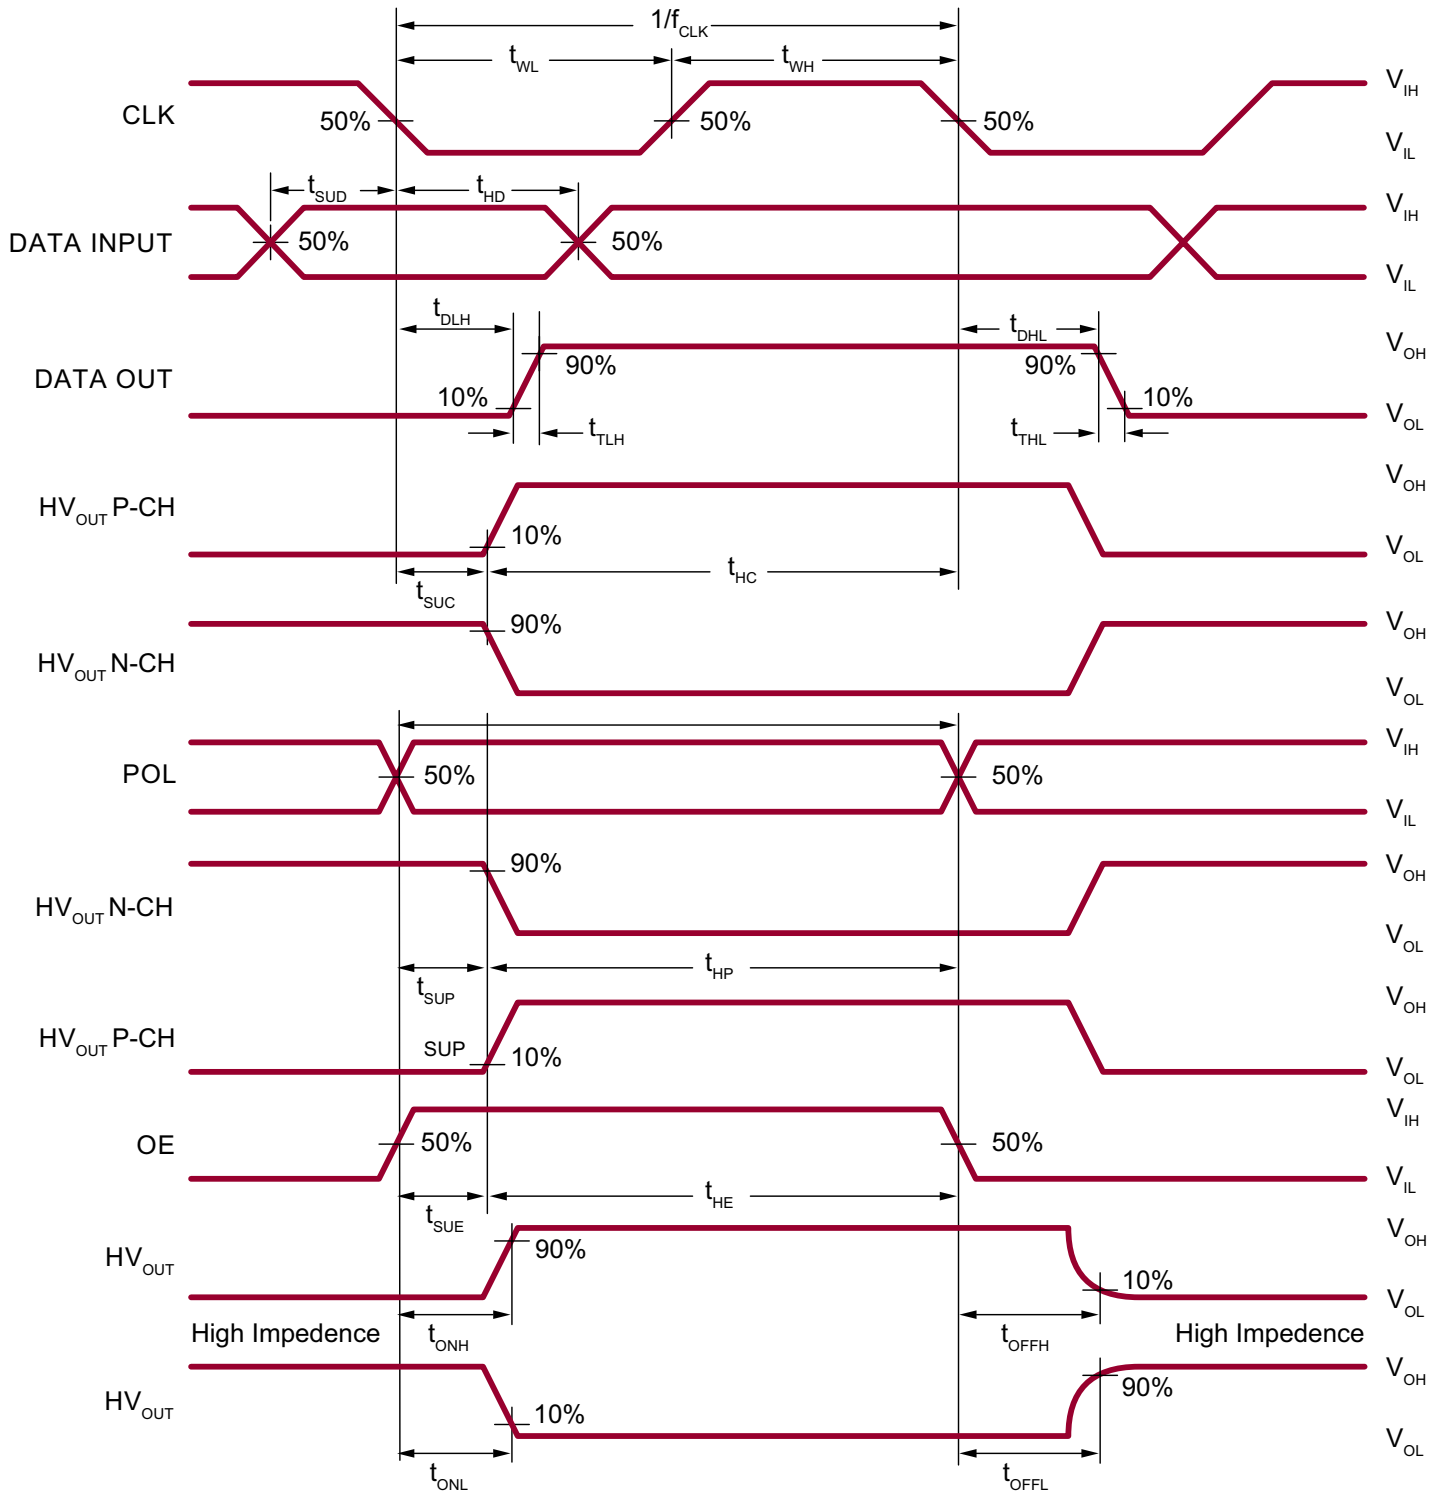 1/fCLK
tWL tWH
CLK 50% 50% 50% VIH
VIL
tSUD tHD VIH
DATA INPUT 50% 50%
VIL
tDLH tDHL VOH
90% 90%
DATA OUT 10% 10%
VOL
tTLH tTHL
VOH
HVOUT P-CH
10%
VOL
tSUC tHC
90% VOH
HVOUT N-CH
VOL
VIH
POL 50% 50%
VIL
90% VOH
HVOUT N-CH
VOL
tSUP tHP
VOH
HVOUT P-CH
SUP 10%
VOL
VIH
OE 50% 50%
VIL
tSUE tHE
VOH
HVOUT 90%
10%
VOL
High Impedence tONH tOFFH High Impedence
VOH
90%
HVOUT 10%
VOL
tONL tOFFL